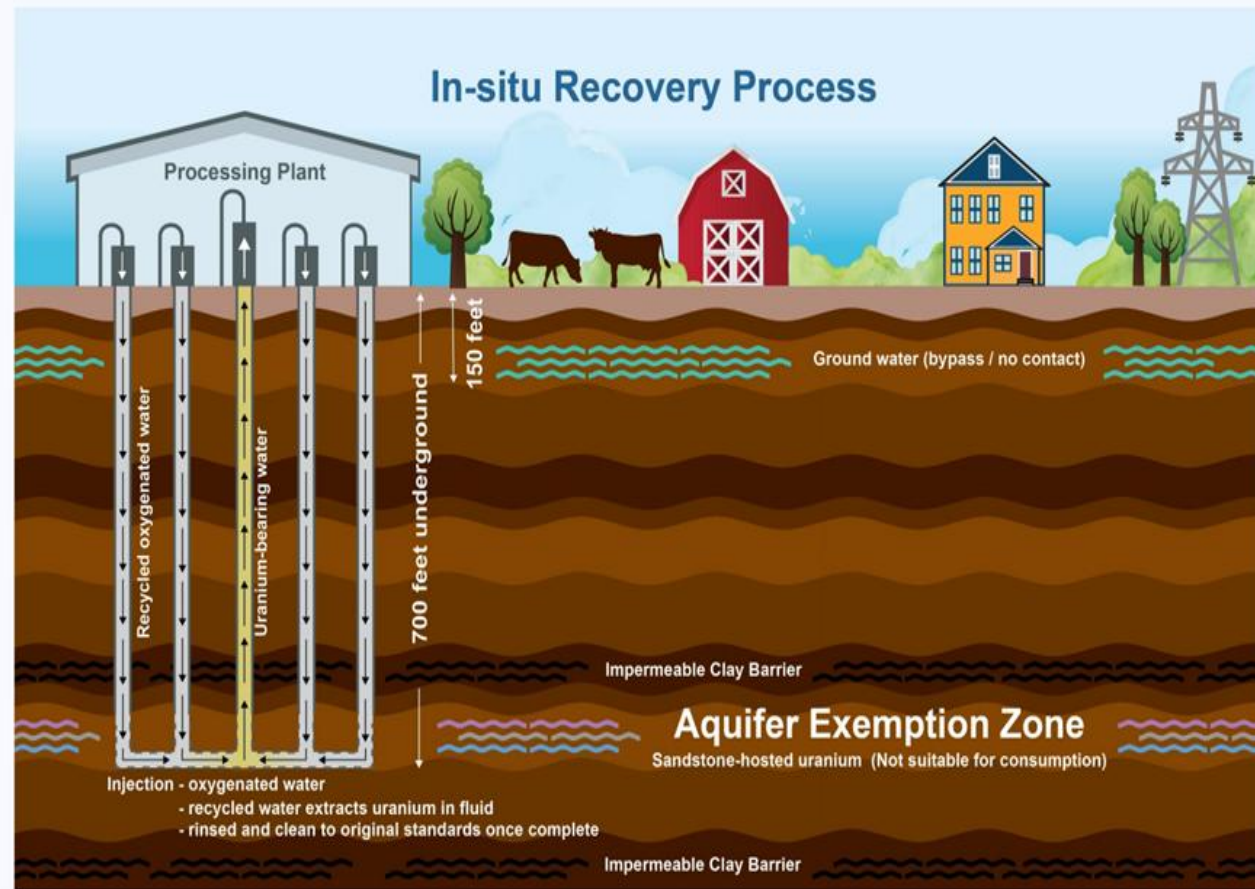 In-situ Recovery Process
Processing Plant
150 feet
Ground water (bypass / no contact)
Recycled oxygenated water
Uranium-bearing water
700 feet underground
Impermeable Clay Barrier
Aquifer Exemption Zone
Sandstone-hosted uranium (Not suitable for consumption)
Injection - oxygenated water
- recycled water extracts uranium in fluid
- rinsed and clean to original standards once complete
Impermeable Clay Barrier